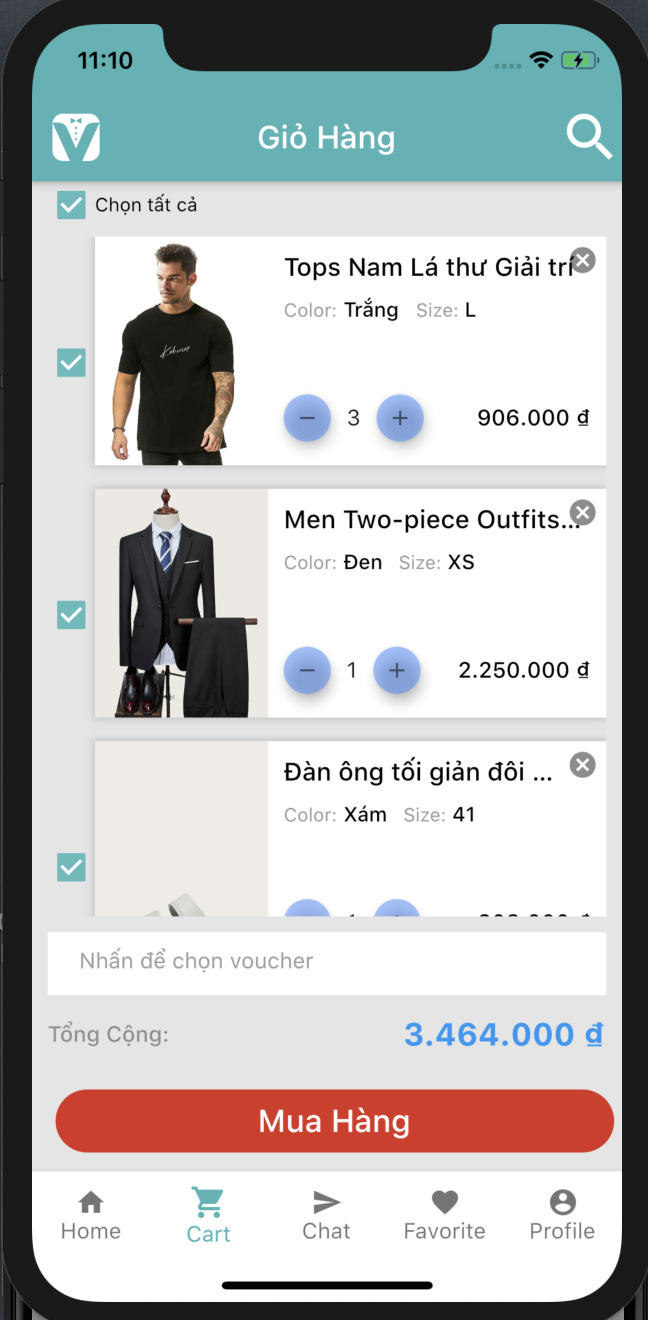 11:10
Giỏ Hàng
Chọn tất cả
Tops Nam Lá thư Giải trí
Color: Trắng Size: L
3
906.000 ₫
Men Two-piece Outfits...
Color: Đen Size: XS
1
2.250.000 ₫
Đàn ông tối giản đôi ...
Color: Xám Size: 41
Nhấn để chọn voucher
Tổng Cộng:
3.464.000 ₫
Mua Hàng
Home
Cart
Chat
Favorite
Profile